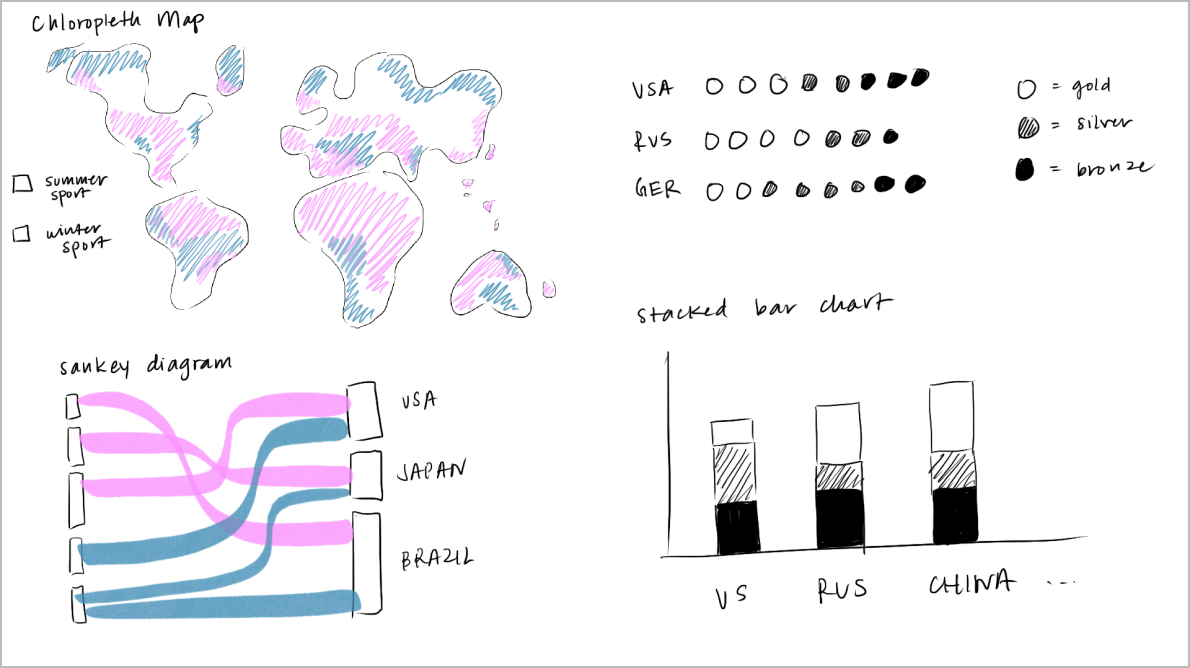 Chloropleth Map
summer
sport
winter
sport
USA
RUS
GER
= gold
= silver
= bronze
sankey diagram
USA
JAPAN
BRAZIL
stacked bar chart
US
RUS
CHINA ...